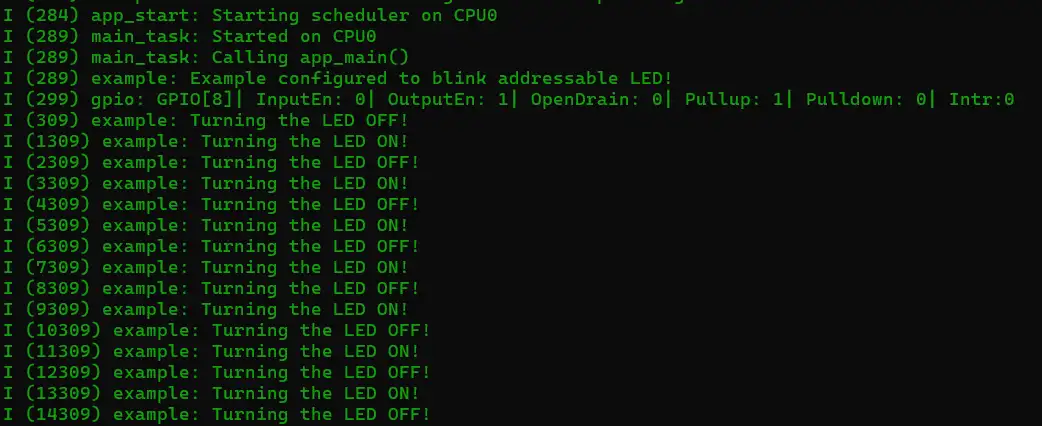 I (284) app_start: Starting scheduler on CPU0
I (289) main_task: Started on CPU0
I (289) main_task: Calling app_main()
I (289) example: Example configured to blink addressable LED!
I (299) gpio: GPIO[8]| InputEn: 0| OutputEn: 1| OpenDrain: 0| Pullup: 1| Pulldown: 0| Intr:0
I (309) example: Turning the LED OFF!
I (1309) example: Turning the LED ON!
I (2309) example: Turning the LED OFF!
I (3309) example: Turning the LED ON!
I (4309) example: Turning the LED OFF!
I (5309) example: Turning the LED ON!
I (6309) example: Turning the LED OFF!
I (7309) example: Turning the LED ON!
I (8309) example: Turning the LED OFF!
I (9309) example: Turning the LED ON!
I (10309) example: Turning the LED OFF!
I (11309) example: Turning the LED ON!
I (12309) example: Turning the LED OFF!
I (13309) example: Turning the LED ON!
I (14309) example: Turning the LED OFF!